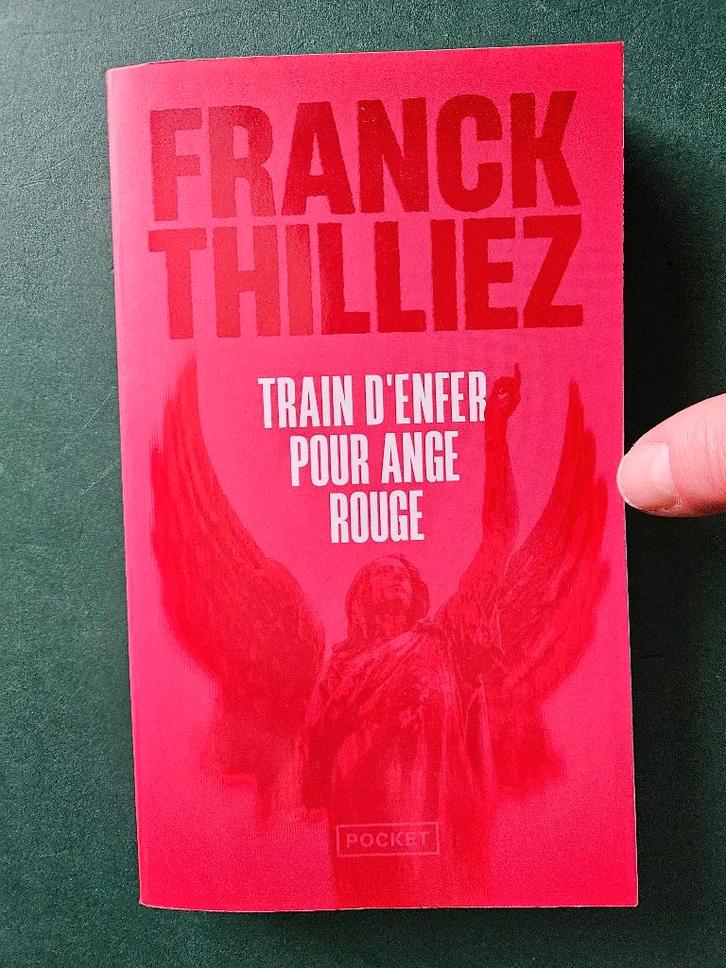 FRANCK
THILLIEZ
TRAIN D'ENFER
POUR ANGE
ROUGE
POCKET